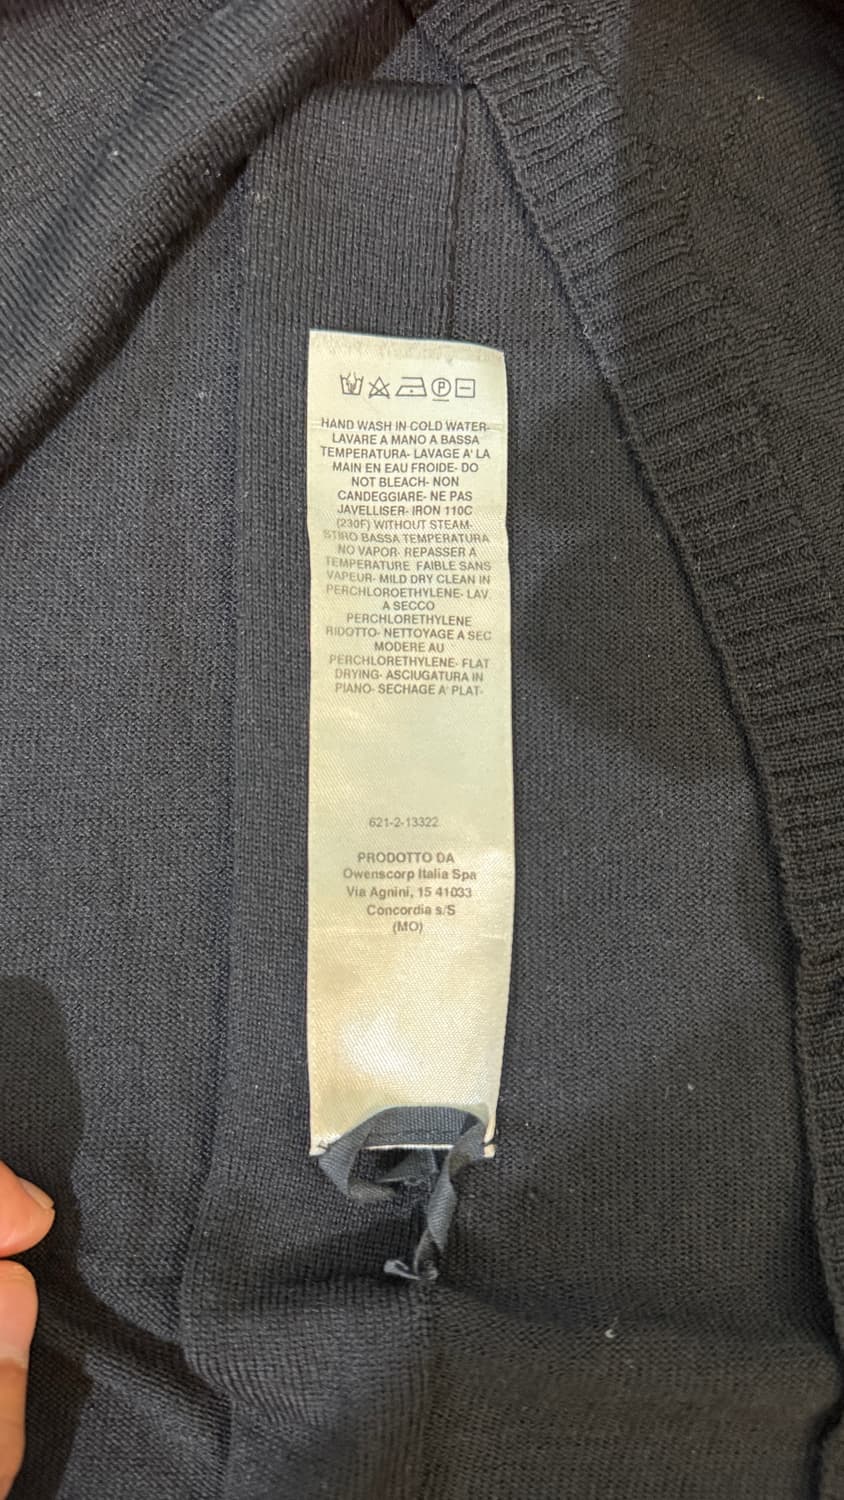 P
HAND WASH IN COLD WATER-
LAVARE A MANO A BASSA
TEMPERATURA- LAVAGE A' LA
MAIN EN EAU FROIDE- DO
NOT BLEACH- NON
CANDEGGIARE- NE PAS
JAVELLISER- IRON 110C
(230F) WITHOUT STEAM-
STIRO BASSA TEMPERATURA
NO VAPOR- REPASSER A
TEMPERATURE FAIBLE SANS
VAPEUR- MILD DRY CLEAN IN
PERCHLOROETHYLENE- LAV.
A SECCO
PERCHLORETHYLENE
RIDOTTO- NETTOYAGE A SEC
MODERE AU
PERCHLORETHYLENE- FLAT
DRYING- ASCIUGATURA IN
PIANO- SECHAGE A' PLAT-
621-2-13322
PRODOTTO DA
Owenscorp Italia Spa
Via Agnini, 15 41033
Concordia s/S
(MO)